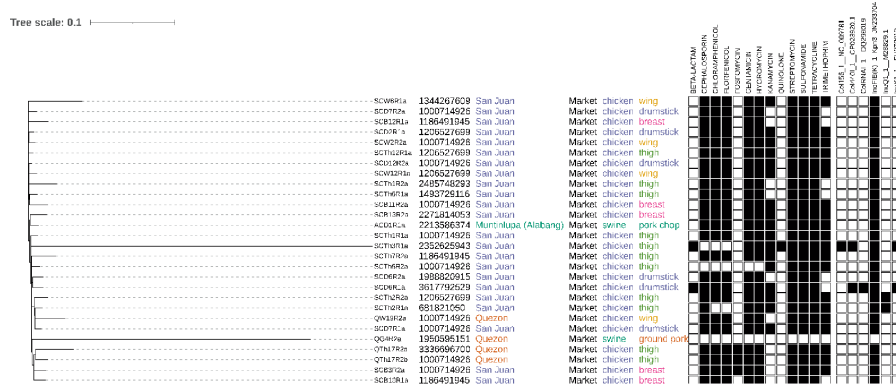 Tree scale: 0.1
BETA-LACTAM
CEPHALOSPORIN
CHLORAMPHENICOL
FLORFENICOL
FOSFOMYCIN
GENTAMICIN
HYGROMYCIN
KANAMYCIN
QUINOLONE
STREPTOMYCIN
SULFONAMIDE
TETRACYCLINE
TRIMETHOPRIM
SCW6R1a 1344267609 San Juan Market chicken wing
SCD7R2a 1000714926 San Juan Market chicken drumstick
SCB12R1a 1186491945 San Juan Market chicken breast
SCD2R1a 1206527699 San Juan Market chicken drumstick
SCW2R2a 1000714926 San Juan Market chicken wing
SCTh12R1a 1206527699 San Juan Market chicken thigh
SCD12R2a 1000714926 San Juan Market chicken drumstick
SCW12R1a 1206527699 San Juan Market chicken wing
SCTh1R2a 2485748293 San Juan Market chicken thigh
SCTh6R1a 1493729116 San Juan Market chicken thigh
SCB11R2a 1000714926 San Juan Market chicken breast
SCB13R2a 2271814053 San Juan Market chicken breast
2213586374 Muntinlupa (Alabang) Market swine pork chop
SCTh1R1a 1000714926 San Juan Market chicken thigh
2352625943 San Juan Market chicken thigh
SCTh7R2a 1186491945 San Juan Market chicken thigh
SCTh6R2a 1000714926 San Juan Market chicken thigh
SCD6R2a 1988820915 San Juan Market chicken drumstick
SCD6R1a 3617792529 San Juan Market chicken drumstick
SCTh2R2a 1206527699 San Juan Market chicken thigh
SCTh2R1a 681821050 San Juan Market chicken thigh
1000714926 Quezon Market chicken wing
SCD7R1a 1000714926 San Juan Market chicken drumstick
QG4R2a 1950595151 Quezon Market swine ground pork
QTh17R2a 3336696700 Quezon Market chicken thigh
QTh17R2b 1000714926 Quezon Market chicken thigh
SCB3R2a 1000714926 San Juan Market chicken breast
SCB13R1a 1186491945 San Juan Market chicken breast